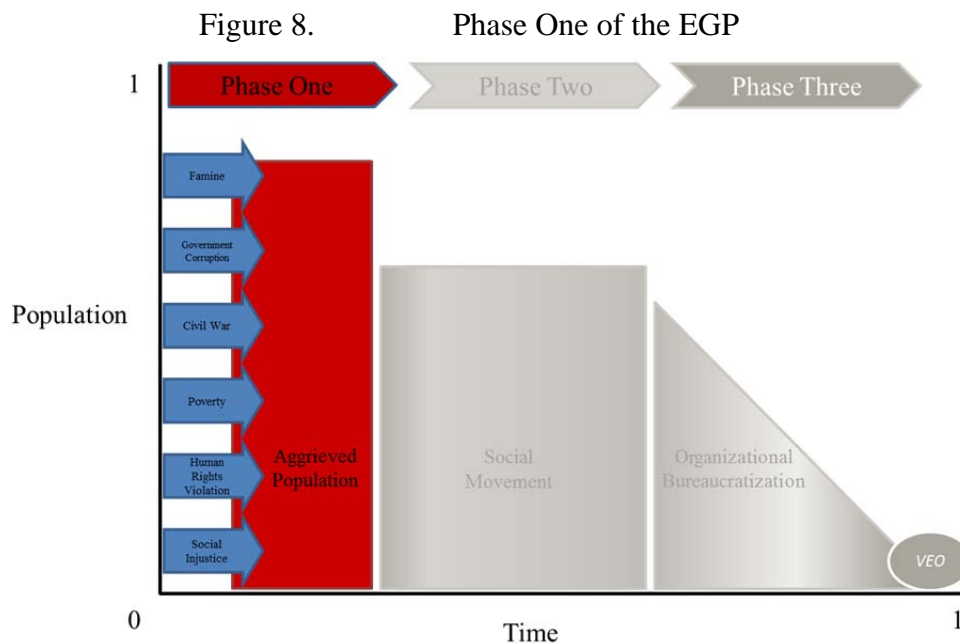 Figure 8. Phase One of the EGP
1
Phase One
Phase Two
Phase Three
Famine
Government
Corruption
Civil War
Population
Poverty
Human
Rights
Violation
Aggrieved
Population
Social
Movement
Organizational
Bureaucratization
Social
Injustice
VEO
0
Time
1